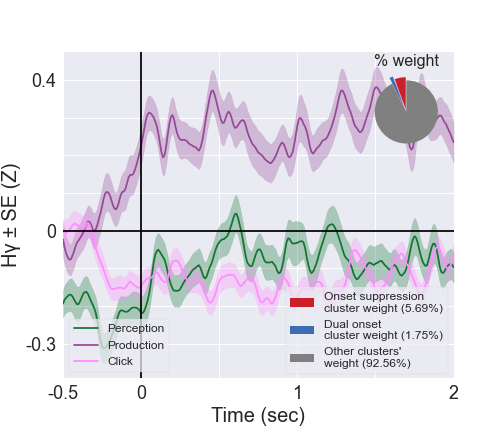 % weight
0.4
0
-0.3
Hγ ± SE (Z)
Perception
Production
Click
Onset suppression
cluster weight (5.69%)
Dual onset
cluster weight (1.75%)
Other clusters'
weight (92.56%)
-0.5
0
1
2
Time (sec)